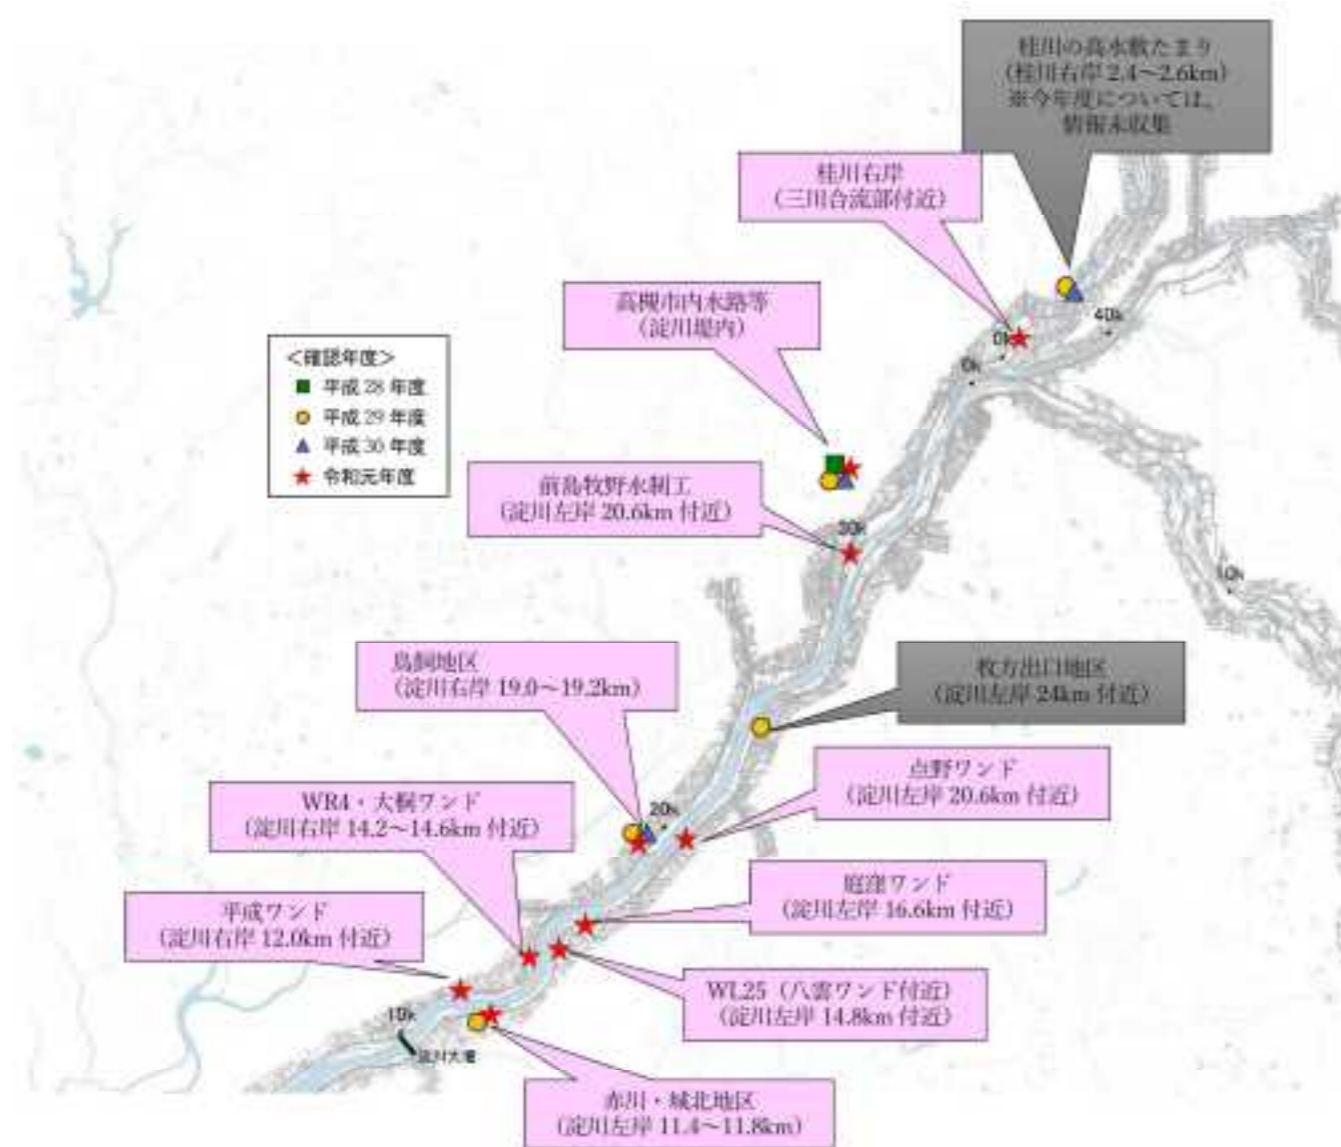 桂川の高水敷たまり
（桂川右岸 2.4～2.6km）
※今年度については、
情報未収集
桂川右岸
（三川合流部付近）
高槻市内水路等
（淀川堤内）
＜確認年度＞
平成 28 年度
平成 29 年度
平成 30 年度
令和元年度
40k
0k
0k
前島牧野水制工
（淀川左岸 20.6km 付近）
30k
10k
鳥飼地区
（淀川右岸 19.0～19.2km）
枚方出口地区
（淀川左岸 24km 付近）
点野ワンド
（淀川左岸 20.6km 付近）
WR4・大桐ワンド
（淀川右岸 14.2～14.6km 付近）
20k
庭窪ワンド
（淀川左岸 16.6km 付近）
平成ワンド
（淀川右岸 12.0km 付近）
WL25（八雲ワンド付近）
（淀川左岸 14.8km 付近）
10k
淀川大堰
赤川・城北地区
（淀川左岸 11.4～11.8km）